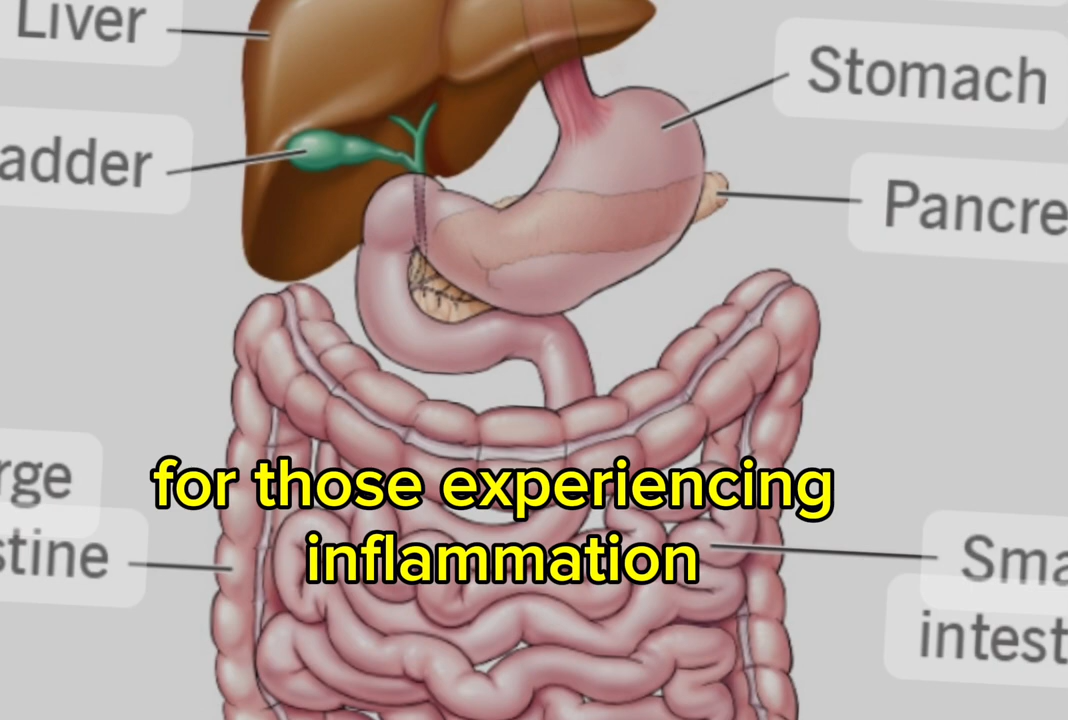 Liver
Stomach
adder
Pancre
rge
stine
for those experiencing
inflammation
Sma
intest